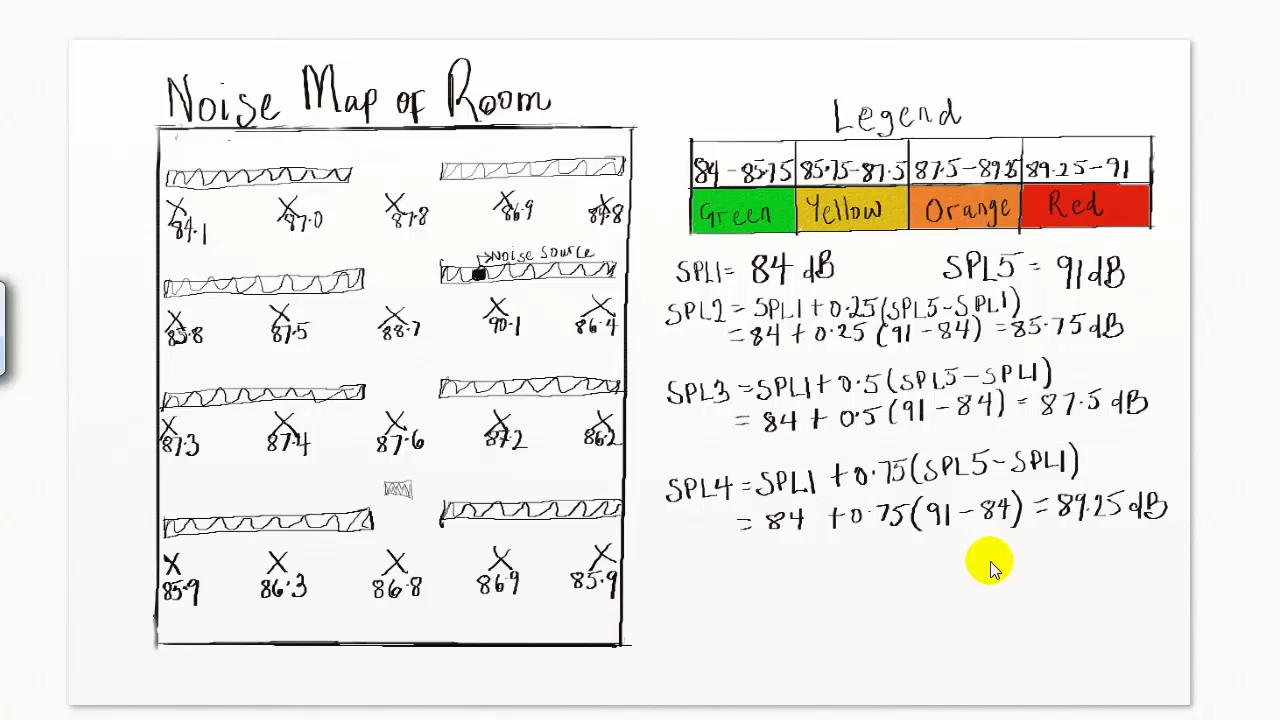 Noise Map of Room
84.1 87.0 87.8 86.9 84.8
Noise Source
85.8 87.5 88.7 90.1 86.4
87.3 87.4 87.6 87.2 86.2
85.9 86.3 86.8 86.9 85.9
Legend
84-85.75 85.75-87.5 87.5-89.25 89.25-91
Green Yellow Orange Red
SPL1 = 84 dB SPL5 = 91 dB
SPL2 = SPL1 + 0.25(SPL5-SPL1)
= 84 + 0.25 (91-84) = 85.75 dB
SPL3 = SPL1 + 0.5(SPL5-SPL1)
= 84 + 0.5(91-84) = 87.5 dB
SPL4 = SPL1 + 0.75(SPL5-SPL1)
= 84 + 0.75(91-84) = 89.25 dB